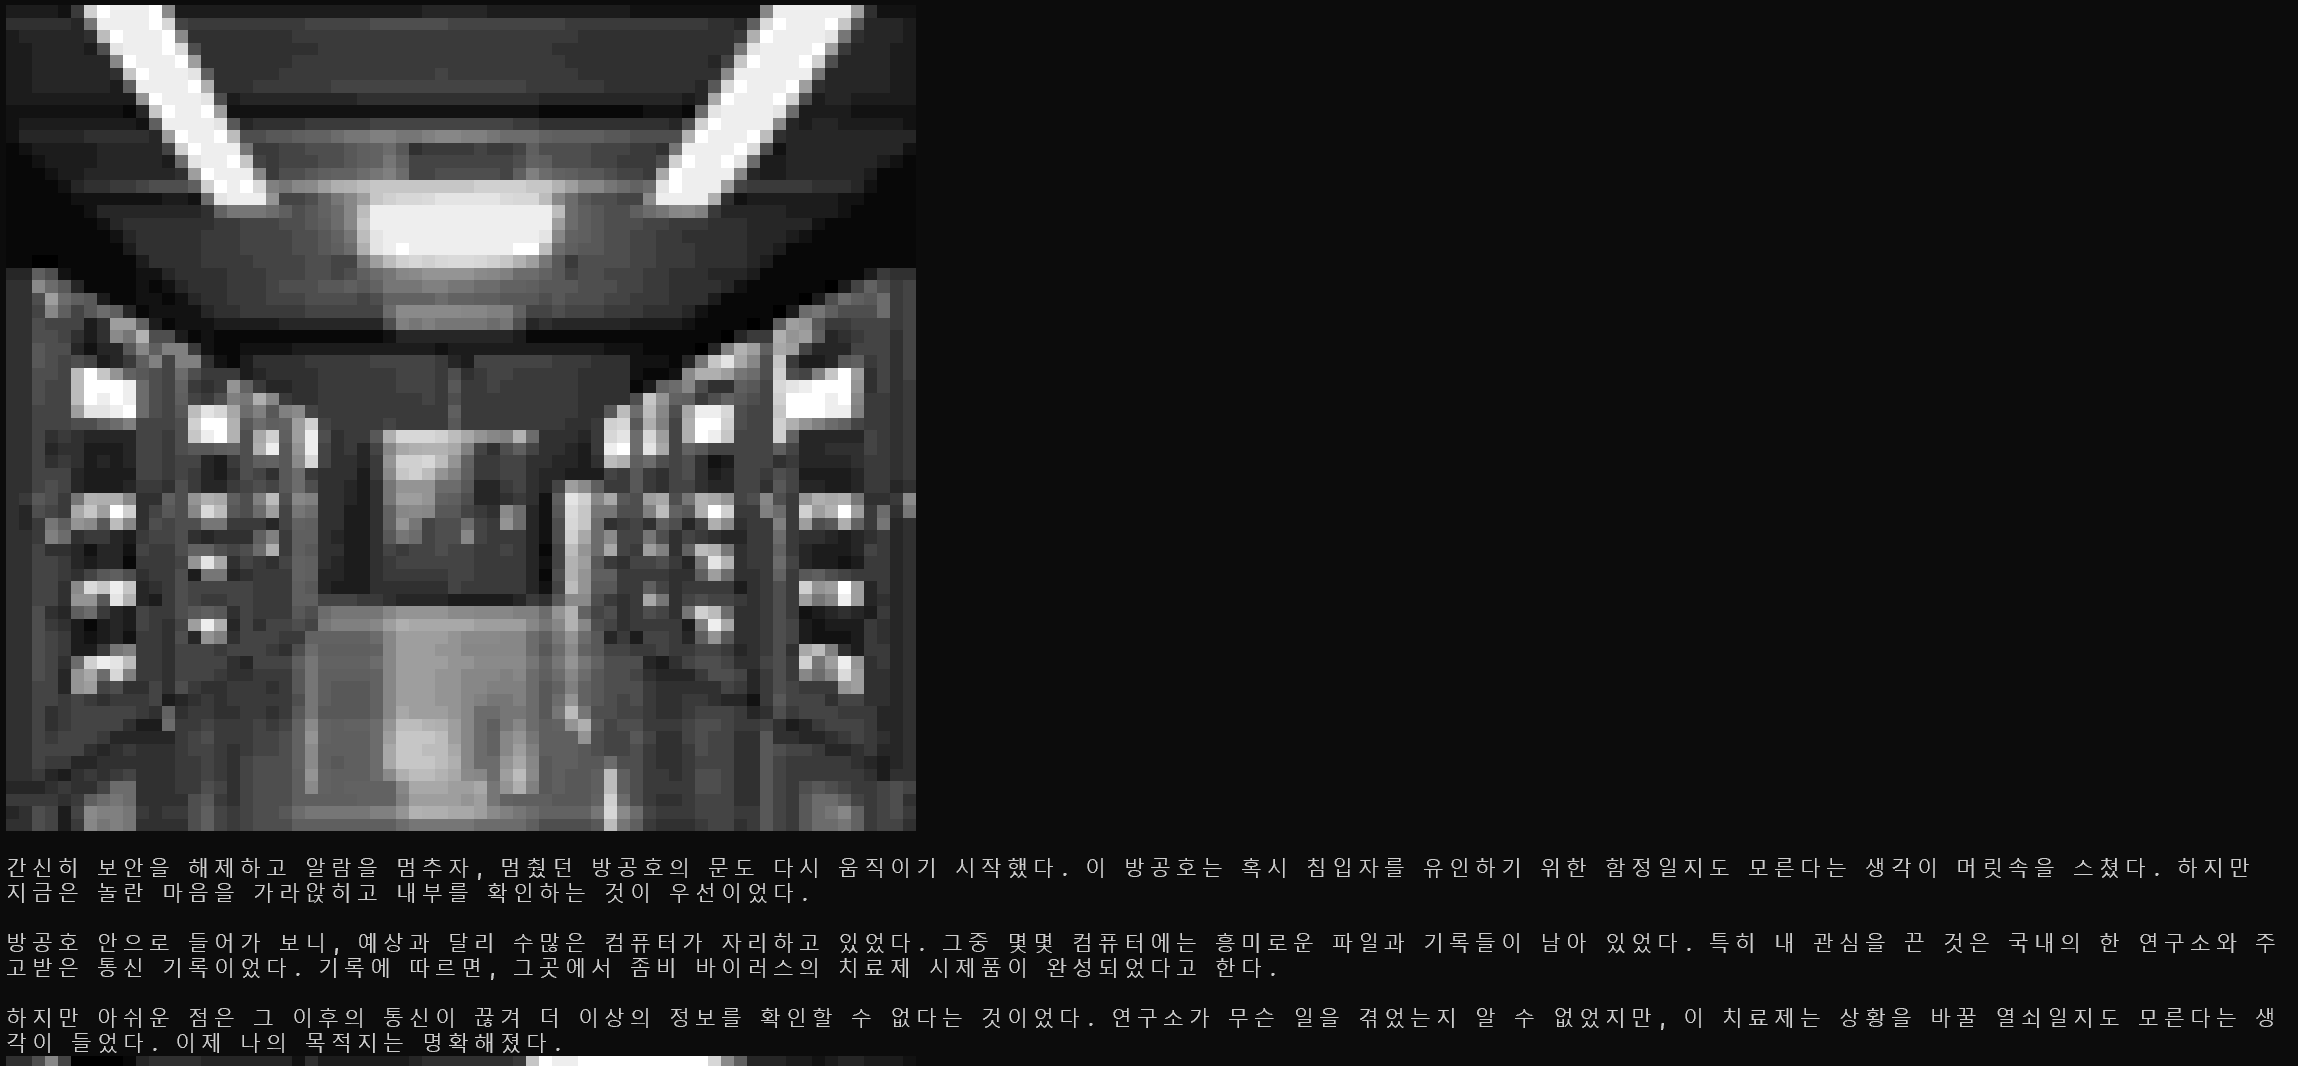 간신히 보안을 해제하고 알람을 멈추자, 멈췄던 방공호의 문도 다시 움직이기 시작했다. 이 방공호는 혹시 침입자를 유인하기 위한 함정일지도 모른다는 생각이 머릿속을 스쳤다. 하지만
지금은 놀란 마음을 가라앉히고 내부를 확인하는 것이 우선이었다.
방공호 안으로 들어가 보니, 예상과 달리 수많은 컴퓨터가 자리하고 있었다. 그중 몇몇 컴퓨터에는 흥미로운 파일과 기록들이 남아 있었다. 특히 내 관심을 끈 것은 국내의 한 연구소와 주
고받은 통신 기록이었다. 기록에 따르면, 그곳에서 좀비 바이러스의 치료제 시제품이 완성되었다고 한다.
하지만 아쉬운 점은 그 이후의 통신이 끊겨 더 이상의 정보를 확인할 수 없다는 것이었다. 연구소가 무슨 일을 겪었는지 알 수 없었지만, 이 치료제는 상황을 바꿀 열쇠일지도 모른다는 생
각이 들었다. 이제 나의 목적지는 명확해졌다.